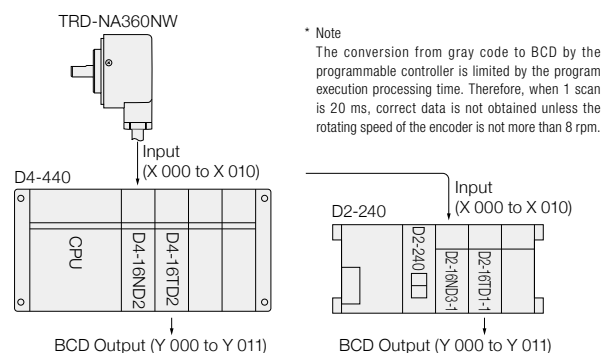 TRD-NA360NW
Input
(X 000 to X 010)
D4-440
CPU
D4-16ND2
D4-16TD2
BCD Output (Y 000 to Y 011)
* Note
The conversion from gray code to BCD by the
programmable controller is limited by the program
execution processing time. Therefore, when 1 scan
is 20 ms, correct data is not obtained unless the
rotating speed of the encoder is not more than 8 rpm.
Input
(X 000 to X 010)
D2-240
D2-240
D2-16ND3-1
D2-16TD1-1
BCD Output (Y 000 to Y 011)